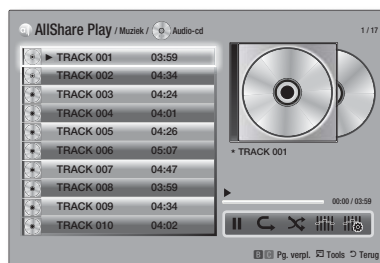 AllShare Play / Muziek / Audio-cd 1 / 17
TRACK 001 03:59
TRACK 002 04:34
TRACK 003 04:24
TRACK 004 04:01
TRACK 005 04:26
TRACK 006 05:07
TRACK 007 04:47
TRACK 008 03:59
TRACK 009 04:34
TRACK 010 04:02
* TRACK 001
00:00 / 03:59
B C Pg. verpl. Tools Terug